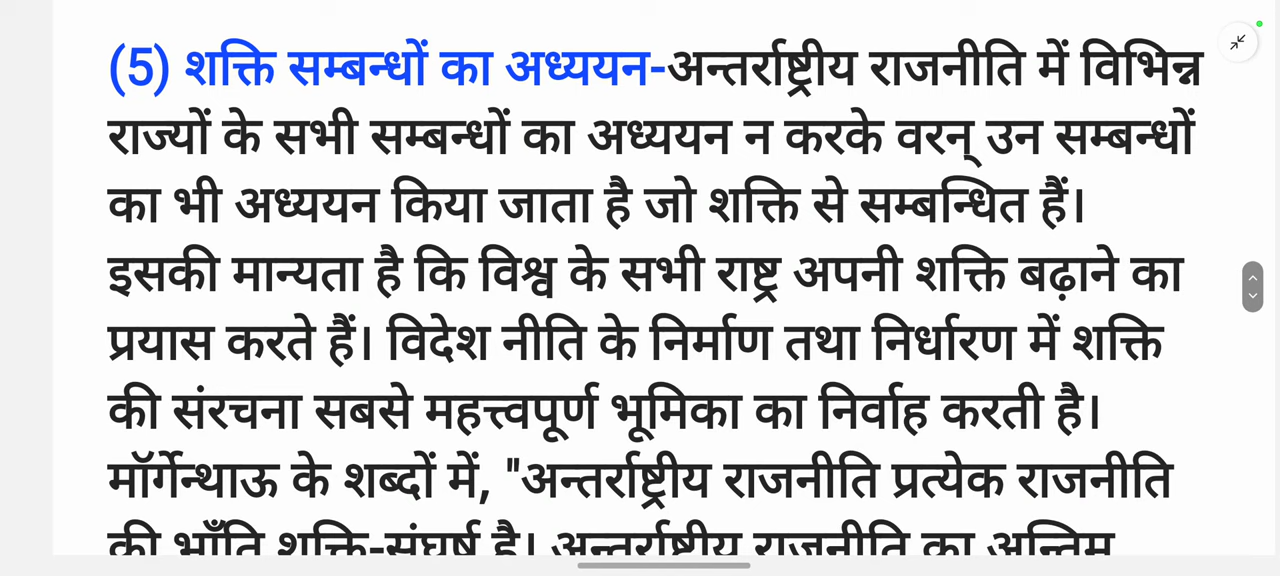 (5) शक्ति सम्बन्धों का अध्ययन-अन्तर्राष्ट्रीय राजनीति में विभिन्न
राज्यों के सभी सम्बन्धों का अध्ययन न करके वरन् उन सम्बन्धों
का भी अध्ययन किया जाता है जो शक्ति से सम्बन्धित हैं।
इसकी मान्यता है कि विश्व के सभी राष्ट्र अपनी शक्ति बढ़ाने का
प्रयास करते हैं। विदेश नीति के निर्माण तथा निर्धारण में शक्ति
की संरचना सबसे महत्त्वपूर्ण भूमिका का निर्वाह करती है।
मॉर्गेन्थाऊ के शब्दों में, "अन्तर्राष्ट्रीय राजनीति प्रत्येक राजनीति
की भाँति शक्ति-संघर्ष है। अन्तर्राष्ट्रीय राजनीति का अन्तिम